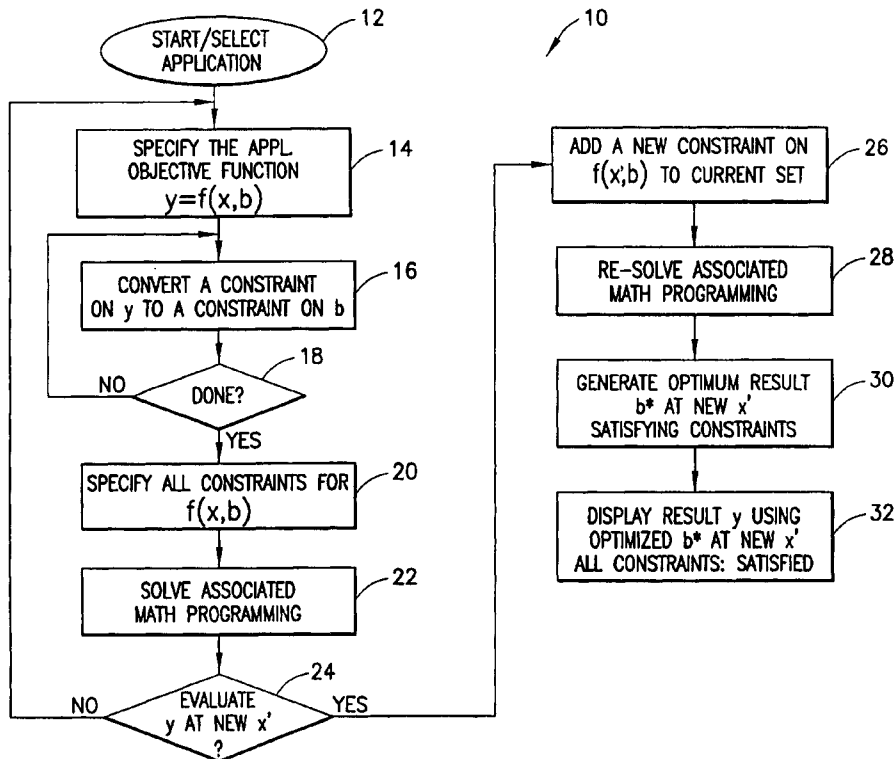 12
START/SELECT
APPLICATION
10
SPECIFY THE APPL.
OBJECTIVE FUNCTION
y=f(x,b)
14
CONVERT A CONSTRAINT
ON y TO A CONSTRAINT ON b
16
18
NO
DONE?
YES
SPECIFY ALL CONSTRAINTS FOR
f(x,b)
20
SOLVE ASSOCIATED
MATH PROGRAMMING
22
24
NO
EVALUATE
y AT NEW x'
?
YES
ADD A NEW CONSTRAINT ON
f(x',b) TO CURRENT SET
26
RE-SOLVE ASSOCIATED
MATH PROGRAMMING
28
GENERATE OPTIMUM RESULT
b* AT NEW x'
SATISFYING CONSTRAINTS
30
DISPLAY RESULT y USING
OPTIMIZED b* AT NEW x'
ALL CONSTRAINTS: SATISFIED
32